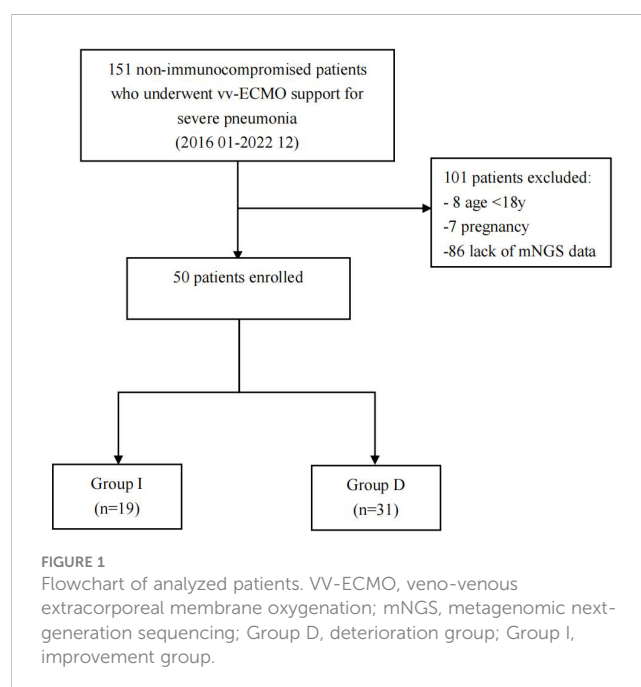 151 non-immunocompromised patients
who underwent vv-ECMO support for
severe pneumonia
(2016 01-2022 12)
101 patients excluded:
- 8 age <18y
-7 pregnancy
-86 lack of mNGS data
50 patients enrolled
Group I
(n=19)
Group D
(n=31)
FIGURE 1
Flowchart of analyzed patients. VV-ECMO, veno-venous
extracorporeal membrane oxygenation; mNGS, metagenomic next-
generation sequencing; Group D, deterioration group; Group I,
improvement group.